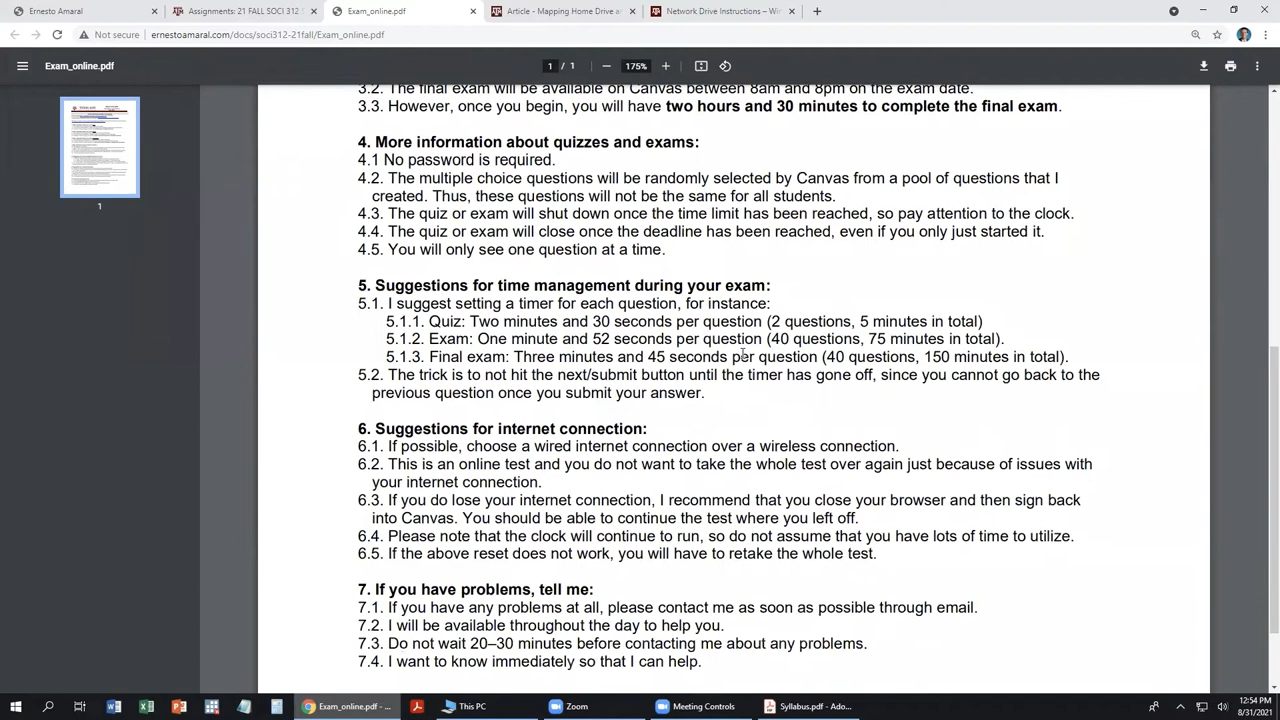 Ernesto Amaral
Assignments: 21 FALL SOCI 312 S
Exam_online.pdf
Article - Mapping Home Drive a
Network Drive Instructions – Wi
Not secure | ernestoamaral.com/docs/soci312-21fall/Exam_online.pdf
Exam_online.pdf
1 / 1
175%
3.2. The final exam will be available on Canvas between 8am and 8pm on the exam date.
3.3. However, once you begin, you will have two hours and 30 minutes to complete the final exam.
4. More information about quizzes and exams:
4.1 No password is required.
4.2. The multiple choice questions will be randomly selected by Canvas from a pool of questions that I
created. Thus, these questions will not be the same for all students.
4.3. The quiz or exam will shut down once the time limit has been reached, so pay attention to the clock.
4.4. The quiz or exam will close once the deadline has been reached, even if you only just started it.
4.5. You will only see one question at a time.
5. Suggestions for time management during your exam:
5.1. I suggest setting a timer for each question, for instance:
5.1.1. Quiz: Two minutes and 30 seconds per question (2 questions, 5 minutes in total)
5.1.2. Exam: One minute and 52 seconds per question (40 questions, 75 minutes in total).
5.1.3. Final exam: Three minutes and 45 seconds per question (40 questions, 150 minutes in total).
5.2. The trick is to not hit the next/submit button until the timer has gone off, since you cannot go back to the
previous question once you submit your answer.
6. Suggestions for internet connection:
6.1. If possible, choose a wired internet connection over a wireless connection.
6.2. This is an online test and you do not want to take the whole test over again just because of issues with
your internet connection.
6.3. If you do lose your internet connection, I recommend that you close your browser and then sign back
into Canvas. You should be able to continue the test where you left off.
6.4. Please note that the clock will continue to run, so do not assume that you have lots of time to utilize.
6.5. If the above reset does not work, you will have to retake the whole test.
7. If you have problems, tell me:
7.1. If you have any problems at all, please contact me as soon as possible through email.
7.2. I will be available throughout the day to help you.
7.3. Do not wait 20–30 minutes before contacting me about any problems.
7.4. I want to know immediately so that I can help.
1
Exam_online.pdf - ...
This PC
Zoom
Meeting Controls
Syllabus.pdf - Ado...
12:54 PM
8/31/2021